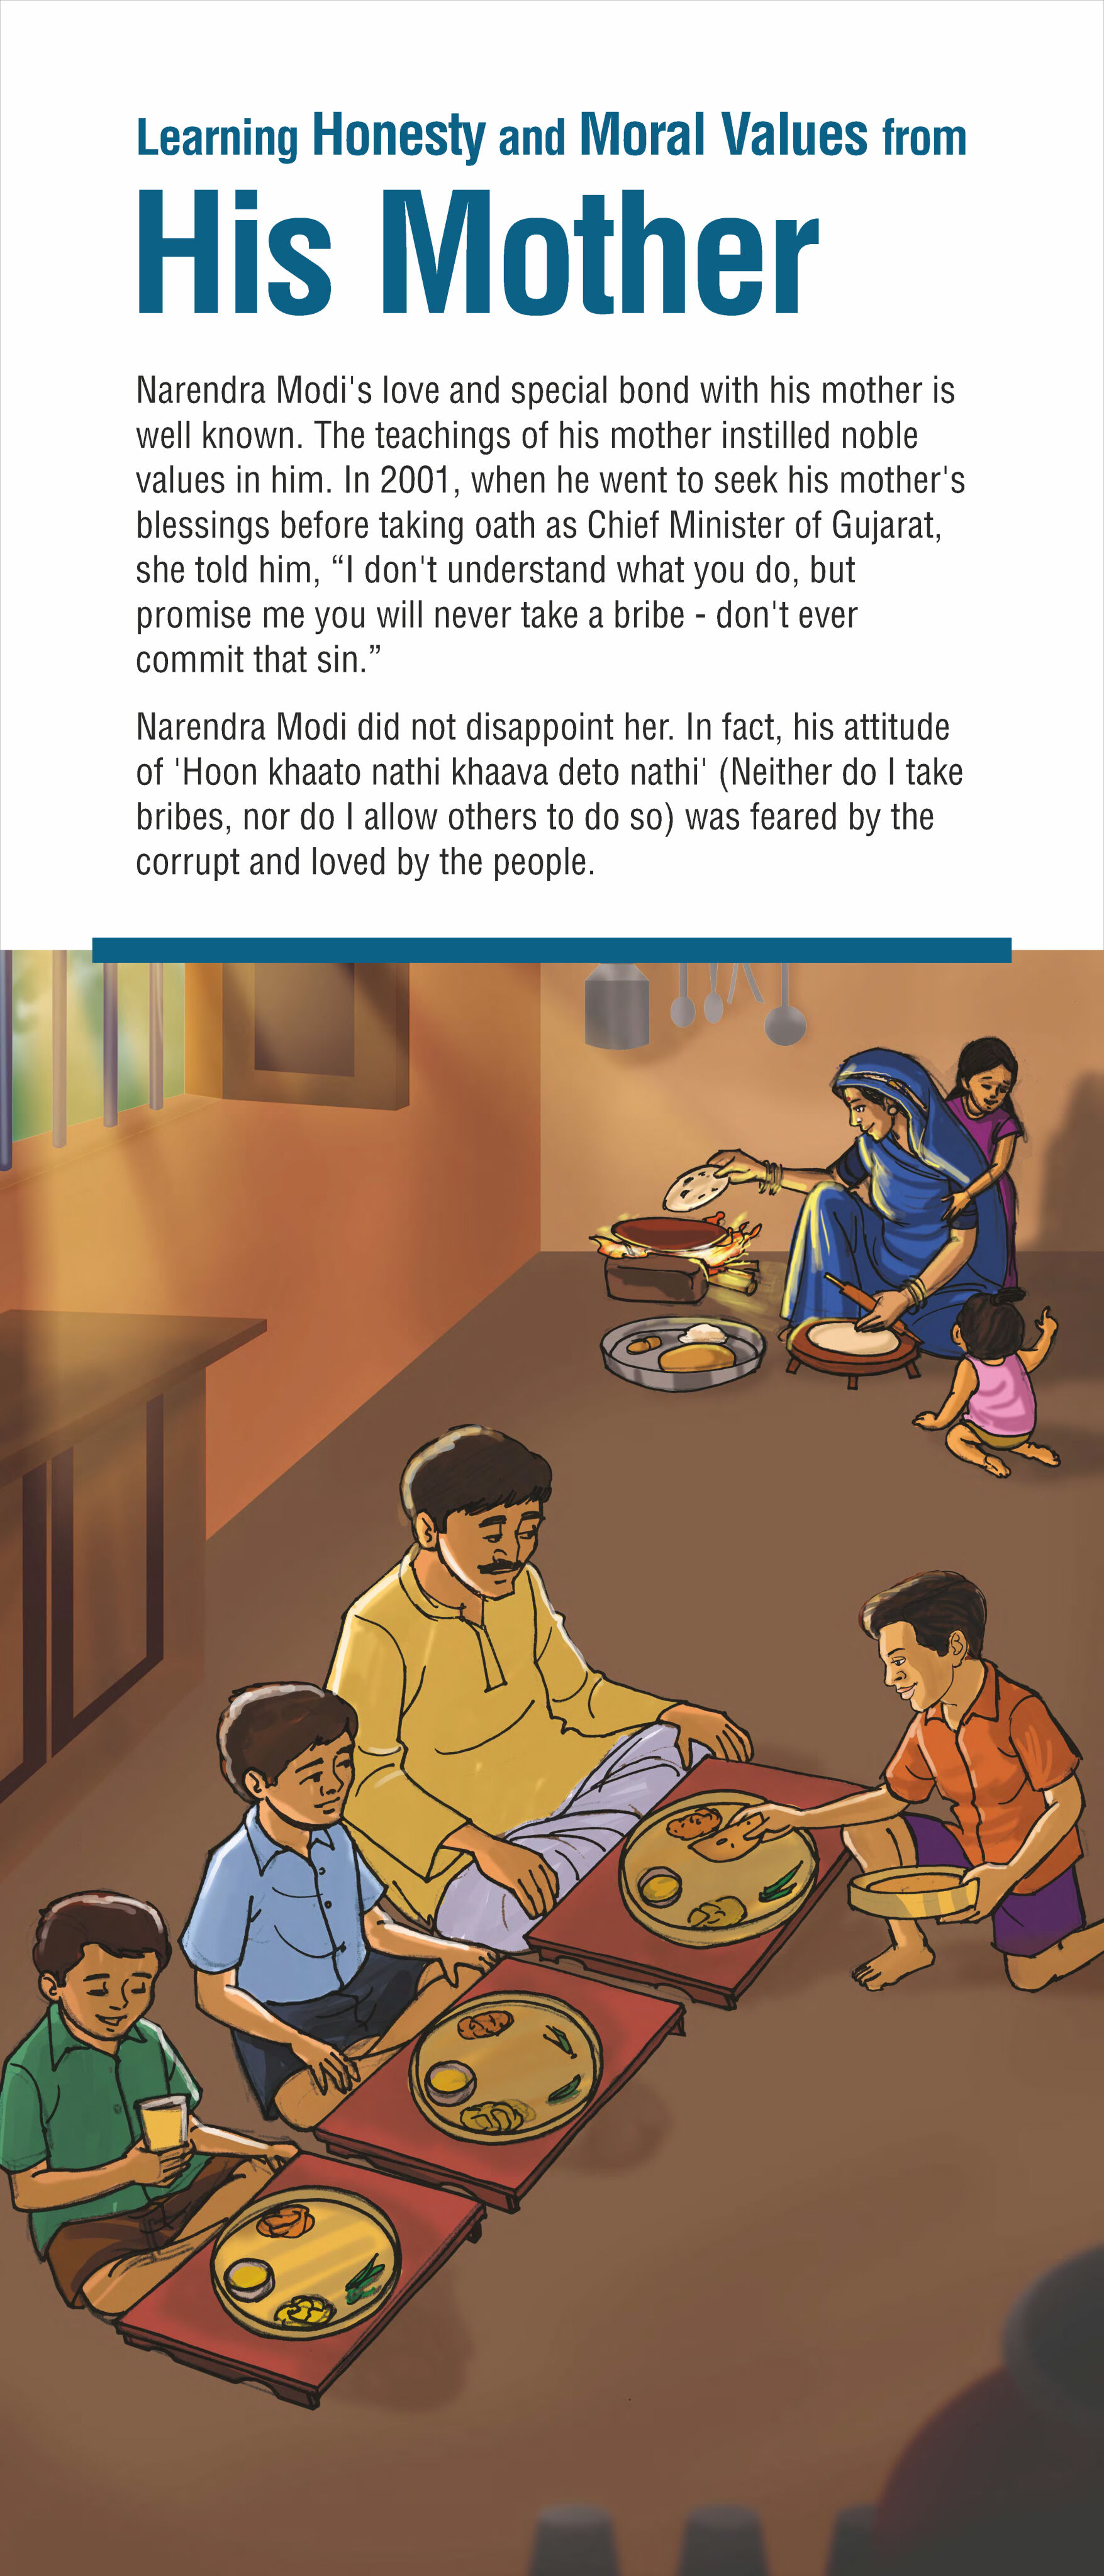 Learning Honesty and Moral Values from
His Mother
Narendra Modi's love and special bond with his mother is
well known. The teachings of his mother instilled noble
values in him. In 2001, when he went to seek his mother's
blessings before taking oath as Chief Minister of Gujarat,
she told him, “I don't understand what you do, but
promise me you will never take a bribe - don't ever
commit that sin.”
Narendra Modi did not disappoint her. In fact, his attitude
of 'Hoon khaato nathi khaava deto nathi' (Neither do I take
bribes, nor do I allow others to do so) was feared by the
corrupt and loved by the people.